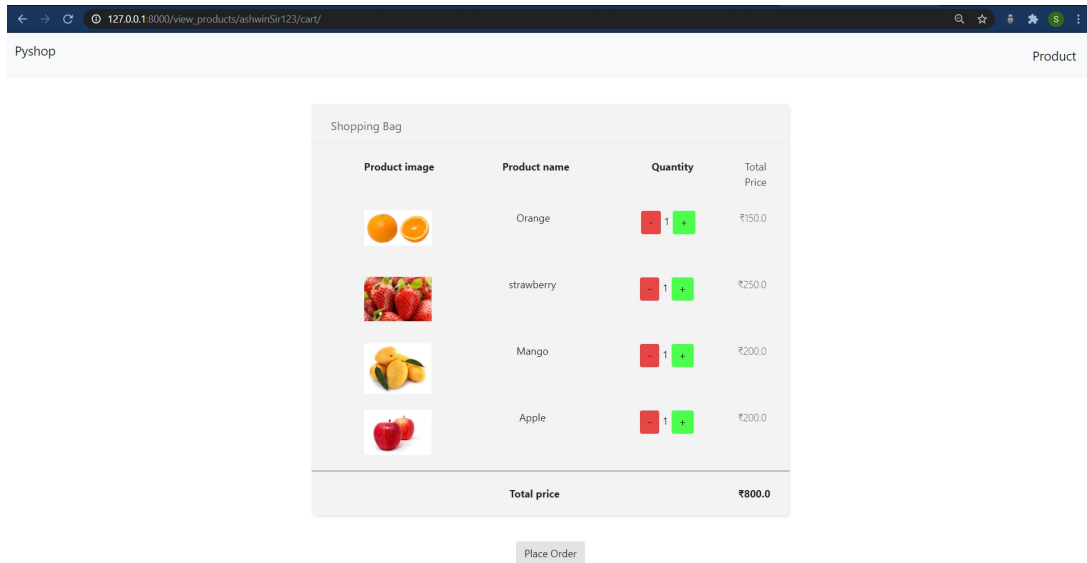 127.0.0.1:8000/view_products/ashwinSir123/cart/
S
Pyshop
Product
Shopping Bag
Product image Product name Quantity Total
Price
Orange - 1 + ₹150.0
strawberry - 1 + ₹250.0
Mango - 1 + ₹200.0
Apple - 1 + ₹200.0
Total price ₹800.0
Place Order